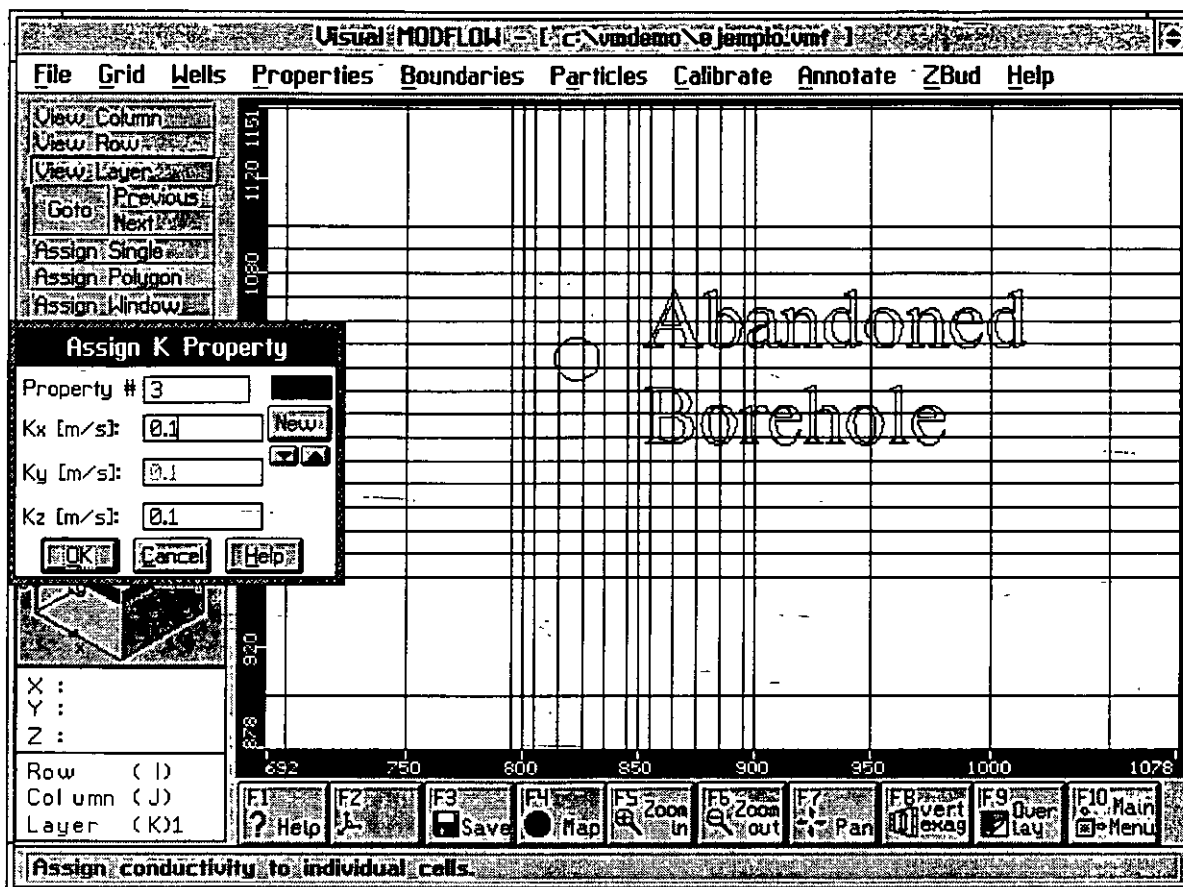 Visual MODFLOW - [ c:\vmdemo\ejemplo.vmf ]
File Grid Wells Properties Boundaries Particles Calibrate Annotate ZBud Help
View Column
View Row
View Layer
Goto
Previous
Next
Assign Single
Assign Polygon
Assign Window
Assign K Property
Property # 3
Kx [m/s]: 0.1
New
Ky [m/s]: 0.1
Kz [m/s]: 0.1
OK Cancel Help
1151
1120
1080
920
878
Abandoned
Borehole
X :
Y :
Z :
692 750 800 850 900 950 1000 1078
Row (I)
Column (J)
Layer (K)1
F1 ? Help
F2
F3 Save
F4 Map
F5 Zoom In
F6 Zoom out
F7 Pan
F8 vert exag
F9 Over lay
F10 Main Menu
Assign conductivity to individual cells.